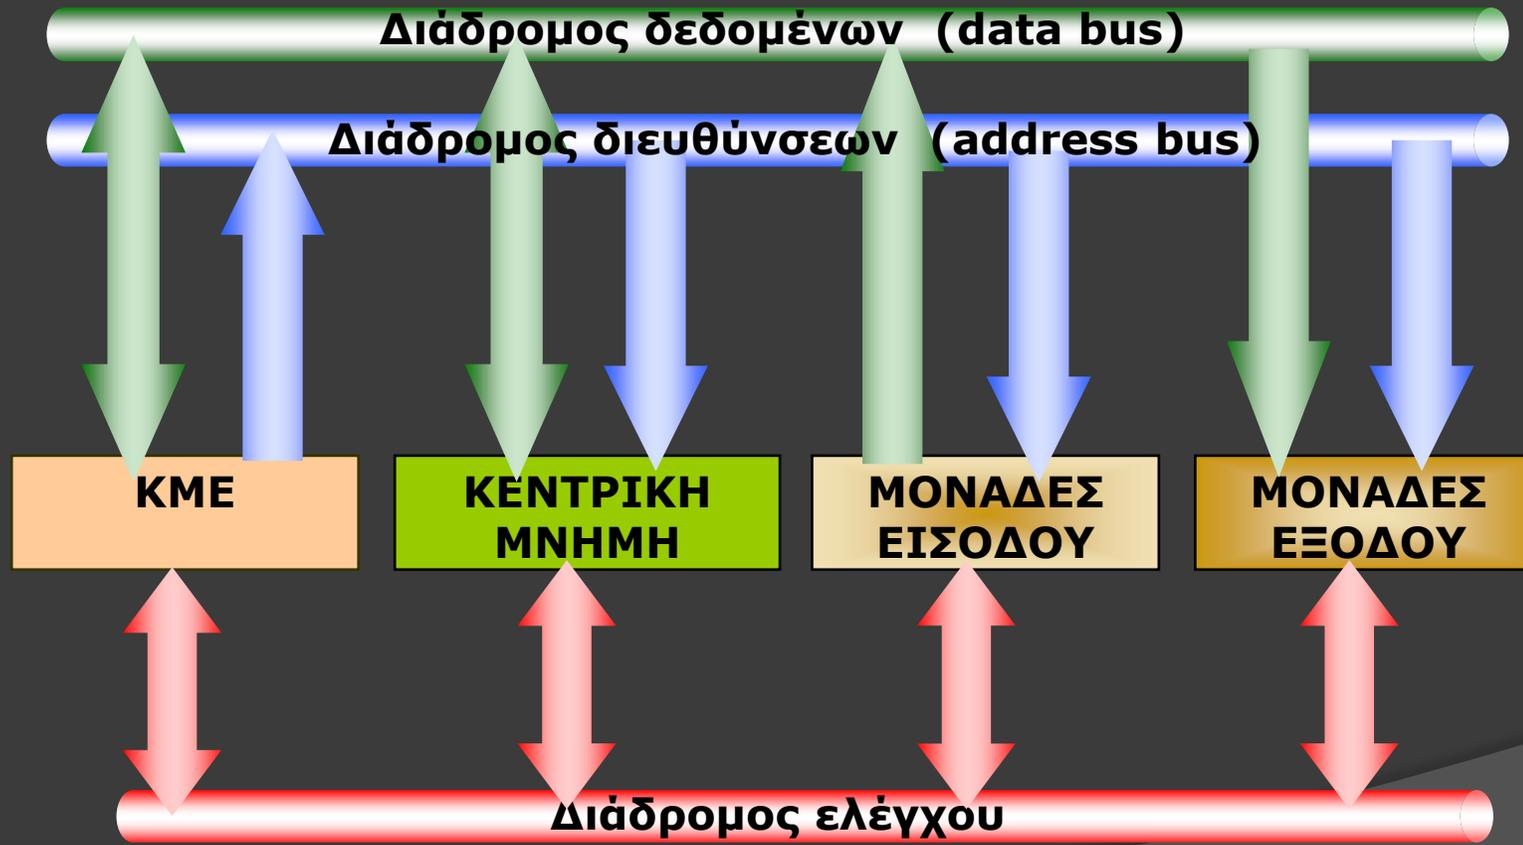 Διάδρομος δεδομένων (data bus)
Διάδρομος διευθύνσεων (address bus)
ΚΜΕ
ΚΕΝΤΡΙΚΗ
ΜΝΗΜΗ
ΜΟΝΑΔΕΣ
ΕΙΣΟΔΟΥ
ΜΟΝΑΔΕΣ
ΕΞΟΔΟΥ
Διάδρομος ελέγχου